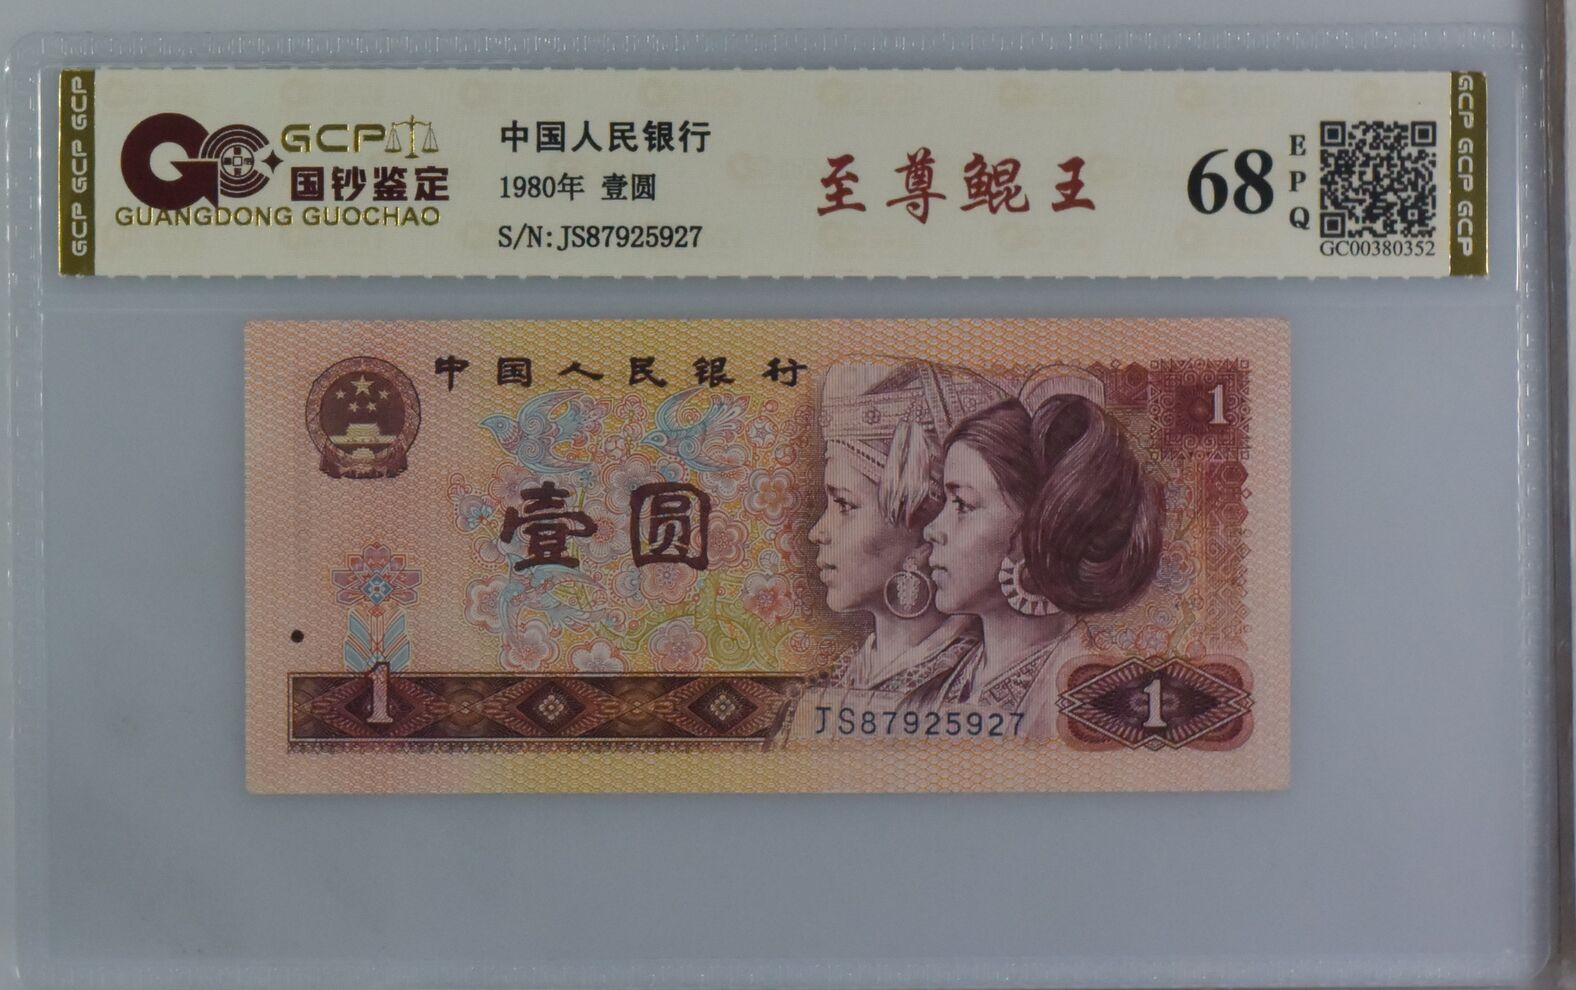 GCP GCP GCP
GCP
国钞鉴定
GUANGDONG GUOCHAO
中国人民银行
1980年 壹圆
S/N:JS87925927
至尊鲲王
68
EPQ
GC00380352
GCP GCP GCP
中国人民银行
1
壹圆
1
JS87925927
1